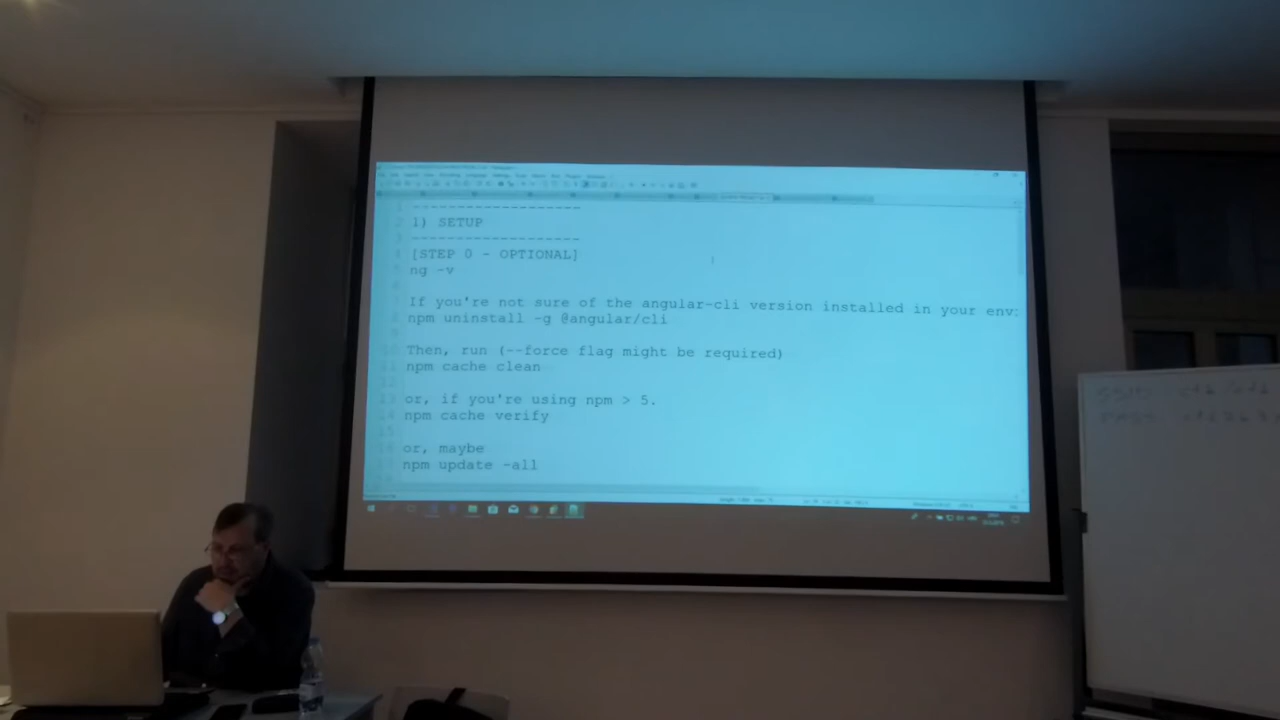 -------------------
1) SETUP
-------------------
[STEP 0 - OPTIONAL]
ng -v
If you're not sure of the angular-cli version installed in your env
npm uninstall -g @angular/cli
Then, run (--force flag might be required)
npm cache clean
or, if you're using npm > 5.
npm cache verify
or, maybe
npm update -all